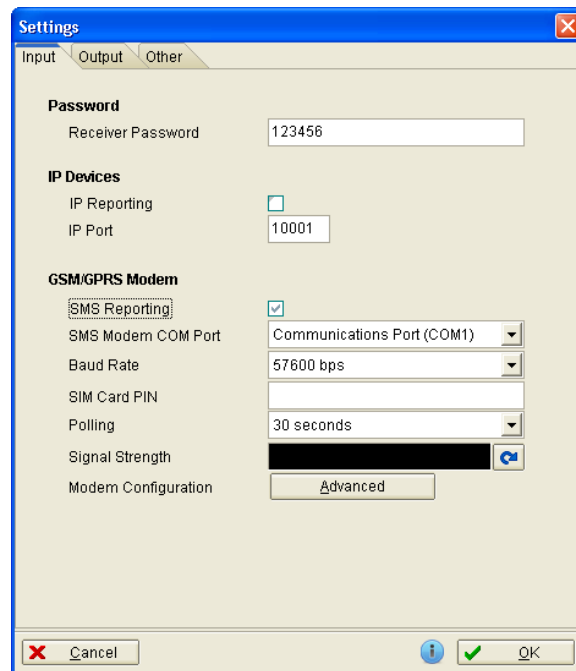 Settings
Input Output Other
Password
Receiver Password 123456
IP Devices
IP Reporting
IP Port 10001
GSM/GPRS Modem
SMS Reporting
SMS Modem COM Port Communications Port (COM1)
Baud Rate 57600 bps
SIM Card PIN
Polling 30 seconds
Signal Strength
Modem Configuration Advanced
Cancel i OK